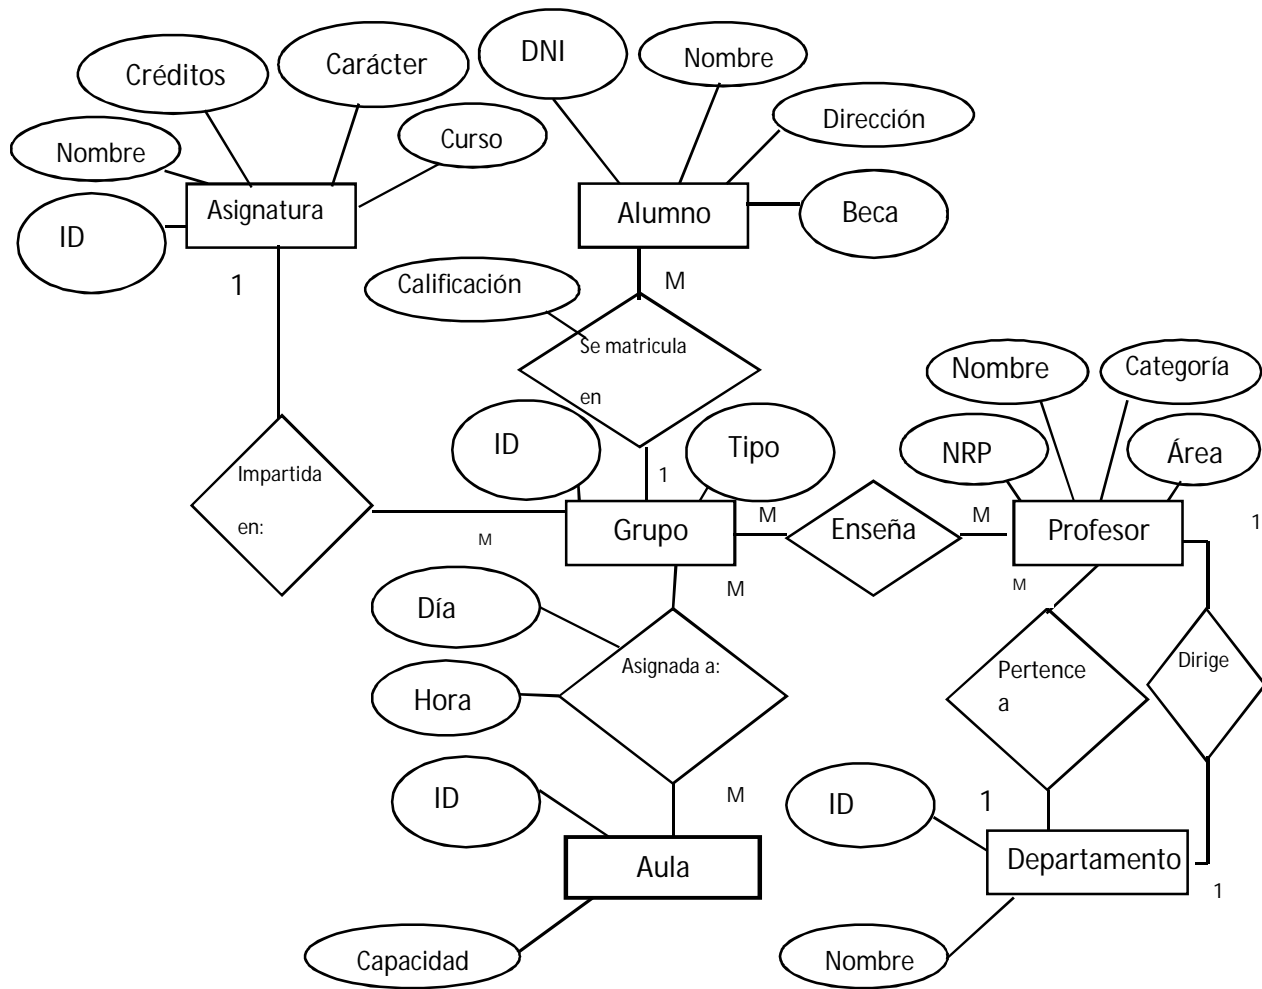 DNI
Nombre
Créditos
Carácter
Dirección
Nombre
Curso
Asignatura
Alumno
Beca
ID
1
Calificación
M
Se matricula
en
Nombre
Categoría
ID
Tipo
NRP
Área
Impartida
en:
1
M
Grupo
M
Enseña
M
Profesor
1
M
M
Día
Asignada a:
Pertence
a
Dirige
Hora
ID
M
ID
1
Aula
Departamento
1
Capacidad
Nombre